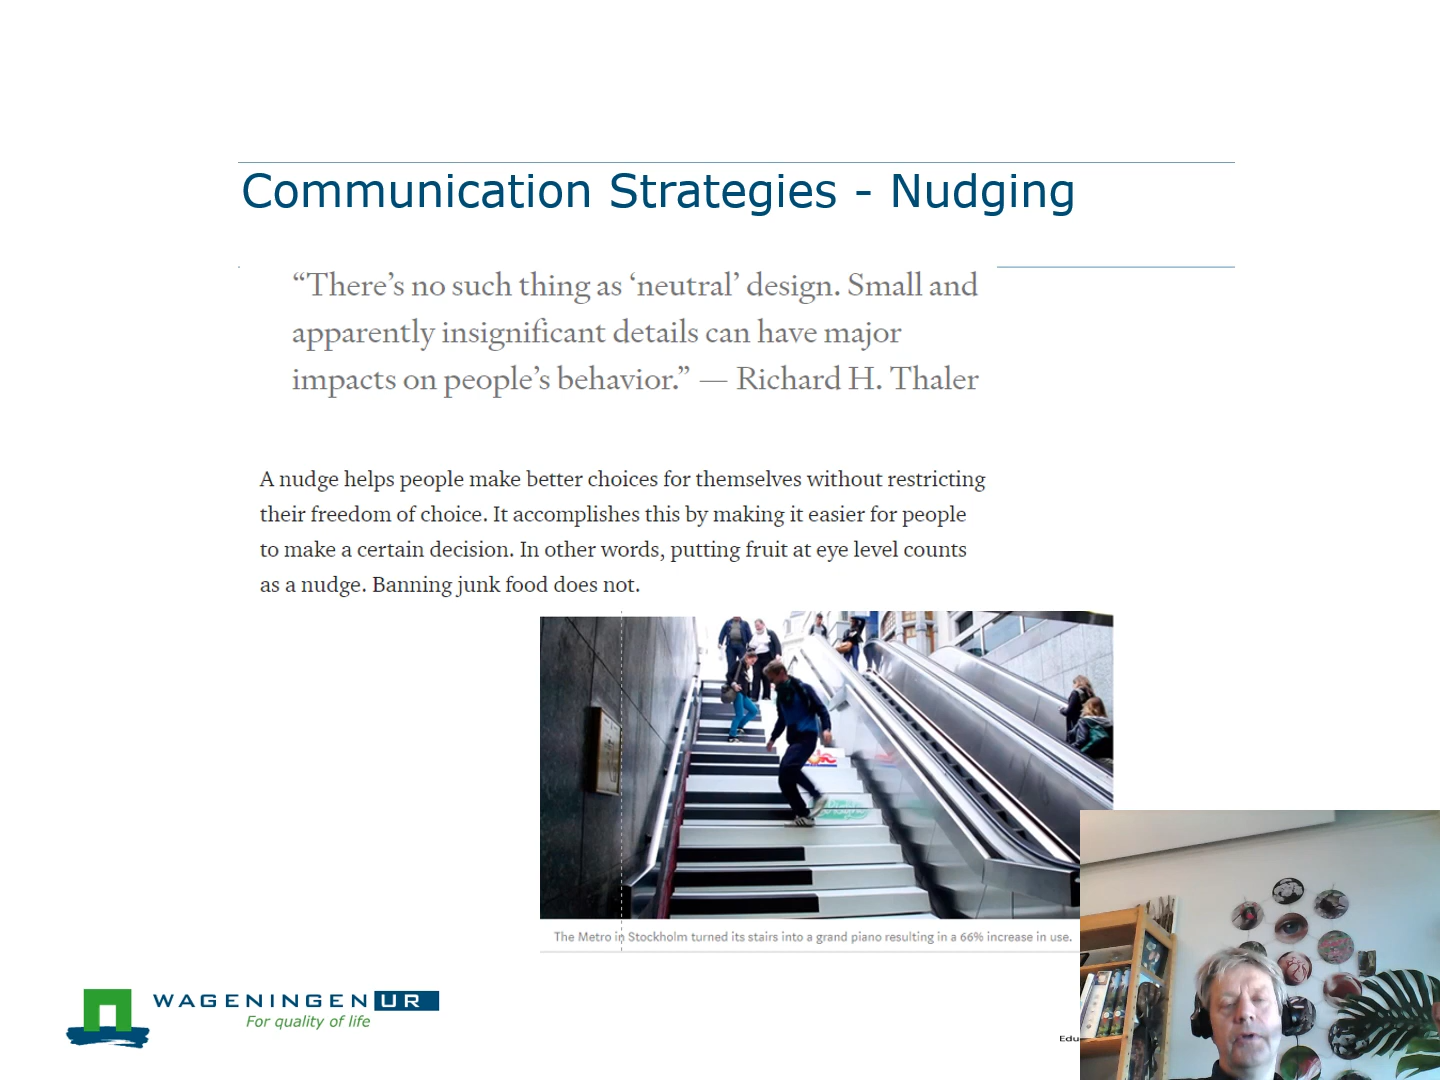 Communication Strategies - Nudging
“There’s no such thing as ‘neutral’ design. Small and
apparently insignificant details can have major
impacts on people’s behavior.” — Richard H. Thaler
A nudge helps people make better choices for themselves without restricting
their freedom of choice. It accomplishes this by making it easier for people
to make a certain decision. In other words, putting fruit at eye level counts
as a nudge. Banning junk food does not.
The Metro in Stockholm turned its stairs into a grand piano resulting in a 66% increase in use.
WAGENINGEN UR
For quality of life
Edu